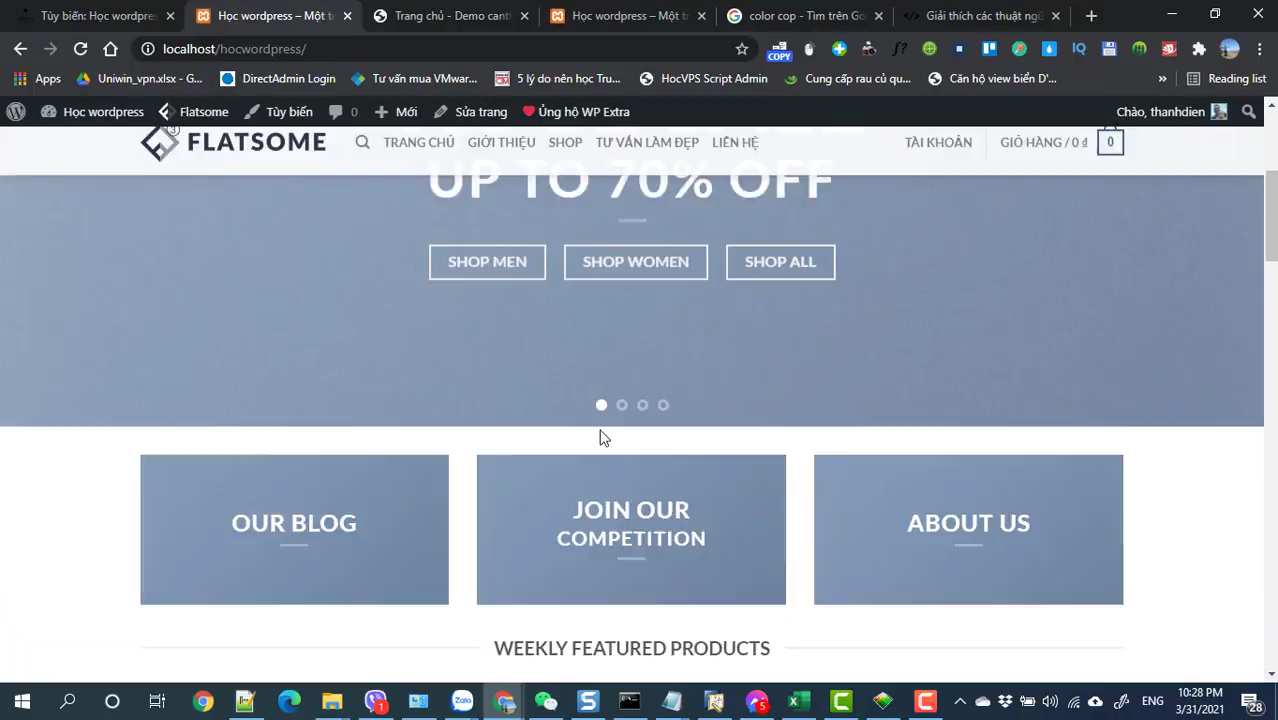 Tùy biến: Học wordpre
Học wordpress – Một t
Trang chủ - Demo cant
Học wordpress – Một t
color cop - Tìm trên Go
Giải thích các thuật ng
localhost/hocwordpress/
COPY
Apps
Uniwin_vpn.xlsx - G...
DirectAdmin Login
Tư vấn mua VMwar...
5 lý do nên học Tru...
HocVPS Script Admin
Cung cấp rau củ qu...
Căn hộ view biển D'...
»
Reading list
Học wordpress
Flatsome
Tùy biến
0
Mới
Sửa trang
Ủng hộ WP Extra
Chào, thanhdien
FLATSOME
TRANG CHỦ
GIỚI THIỆU
SHOP
TƯ VẤN LÀM ĐẸP
LIÊN HỆ
TÀI KHOẢN
GIỎ HÀNG / 0 ₫
0
UP TO 70% OFF
SHOP MEN
SHOP WOMEN
SHOP ALL
OUR BLOG
JOIN OUR
COMPETITION
ABOUT US
WEEKLY FEATURED PRODUCTS
ENG
10:28 PM
3/31/2021
28